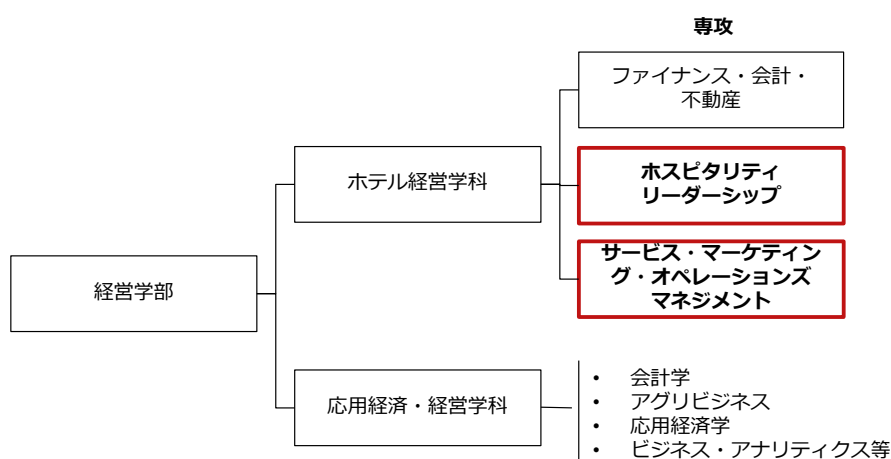 専攻
ファイナンス・会計・
不動産
ホテル経営学科
ホスピタリティ
リーダーシップ
サービス・マーケティン
グ・オペレーションズ
マネジメント
経営学部
応用経済・経営学科
• 会計学
• アグリビジネス
• 応用経済学
• ビジネス・アナリティクス等